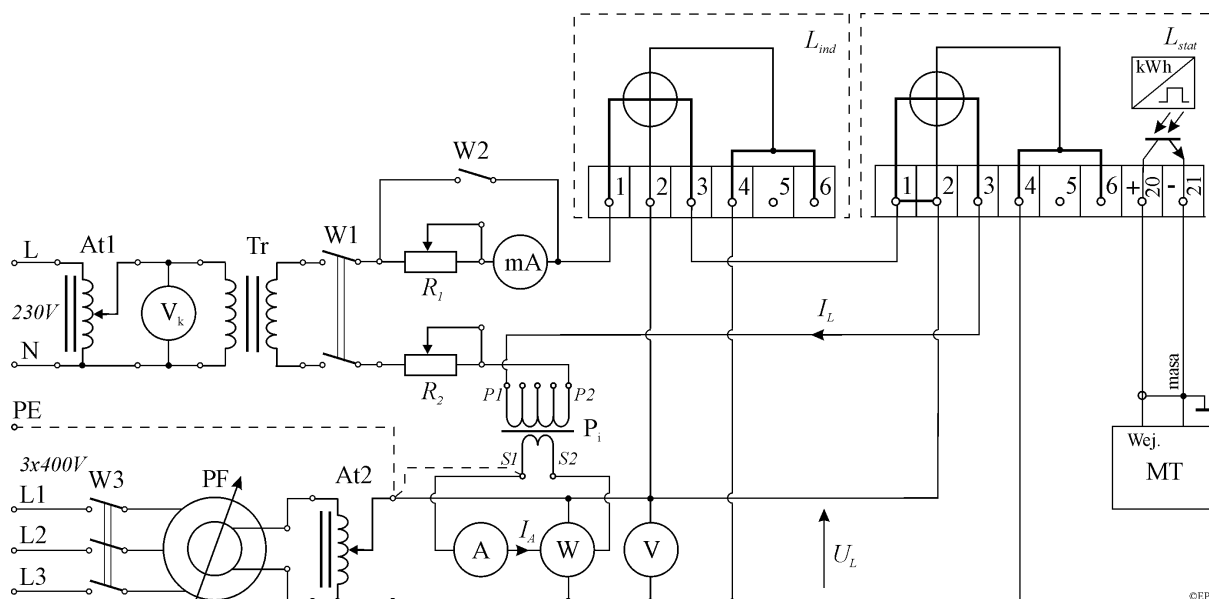 L_ind
L_stat
kWh
W2
1 2 3 4 5 6
1 2 3 4 5 6 + 20 - 21
L At1 Tr W1
mA
R_1
230V
V_k
I_L
N
R_2
P1 P2
P_i
masa
PE
S1 S2
Wej.
MT
3x400V
W3 PF At2
L1
L2
I_A
A W V
U_L
L3
©EP